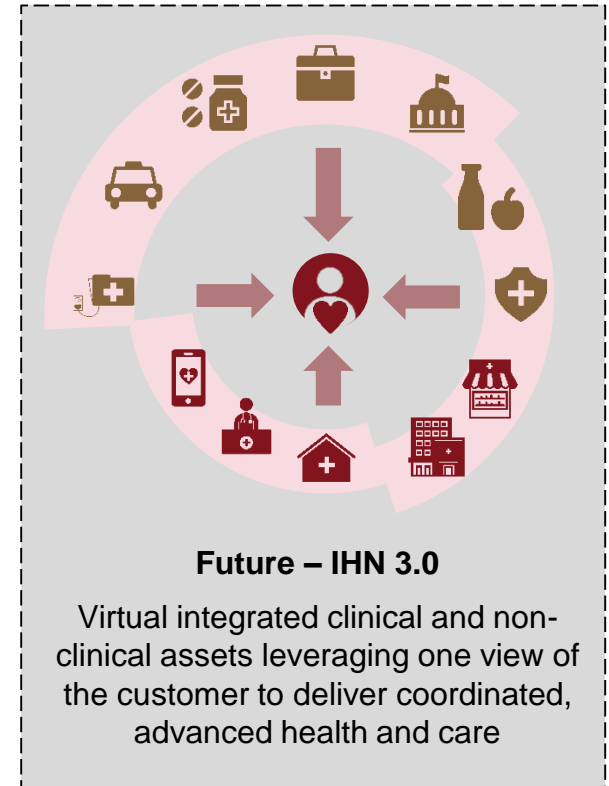 Future – IHN 3.0
Virtual integrated clinical and non-
clinical assets leveraging one view of
the customer to deliver coordinated,
advanced health and care